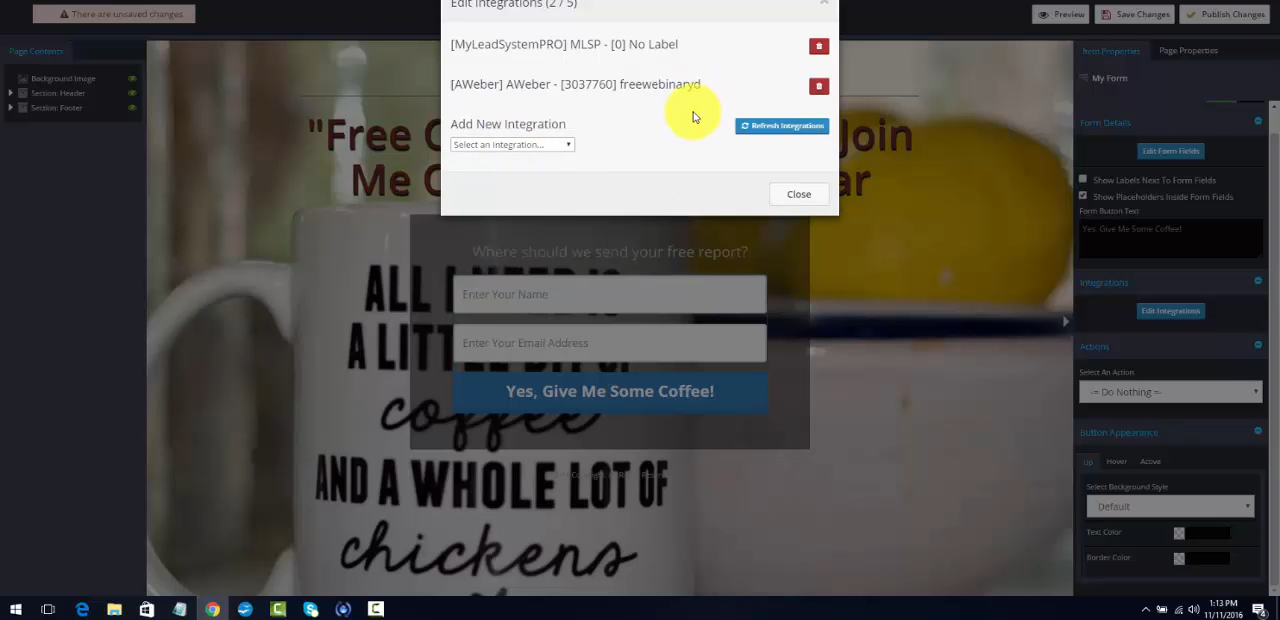 There are unsaved changes
Edit Integrations (2 / 5)
Preview
Save Changes
Publish Changes
Page Contents
Background Image
Section: Header
Section: Footer
[MyLeadSystemPRO] MLSP - [0] No Label
[AWeber] AWeber - [3037760] freewebinaryd
Add New Integration
Refresh Integrations
Select an integration...
Close
"Free C
Join
Me C
ar
Where should we send your free report?
Enter Your Name
Enter Your Email Address
Yes, Give Me Some Coffee!
ALL
A LITTLE
coffee
AND A WHOLE LOT OF
chickens
Item Properties
Page Properties
My Form
Form Details
Edit Form Fields
Show Labels Next To Form Fields
Show Placeholders Inside Form Fields
Form Button Text
Yes, Give Me Some Coffee!
Integrations
Edit Integrations
Actions
Select An Action
-= Do Nothing =-
Button Appearance
Up Hover Active
Select Background Style
Default
Text Color
Border Color
1:13 PM
11/11/2016
4